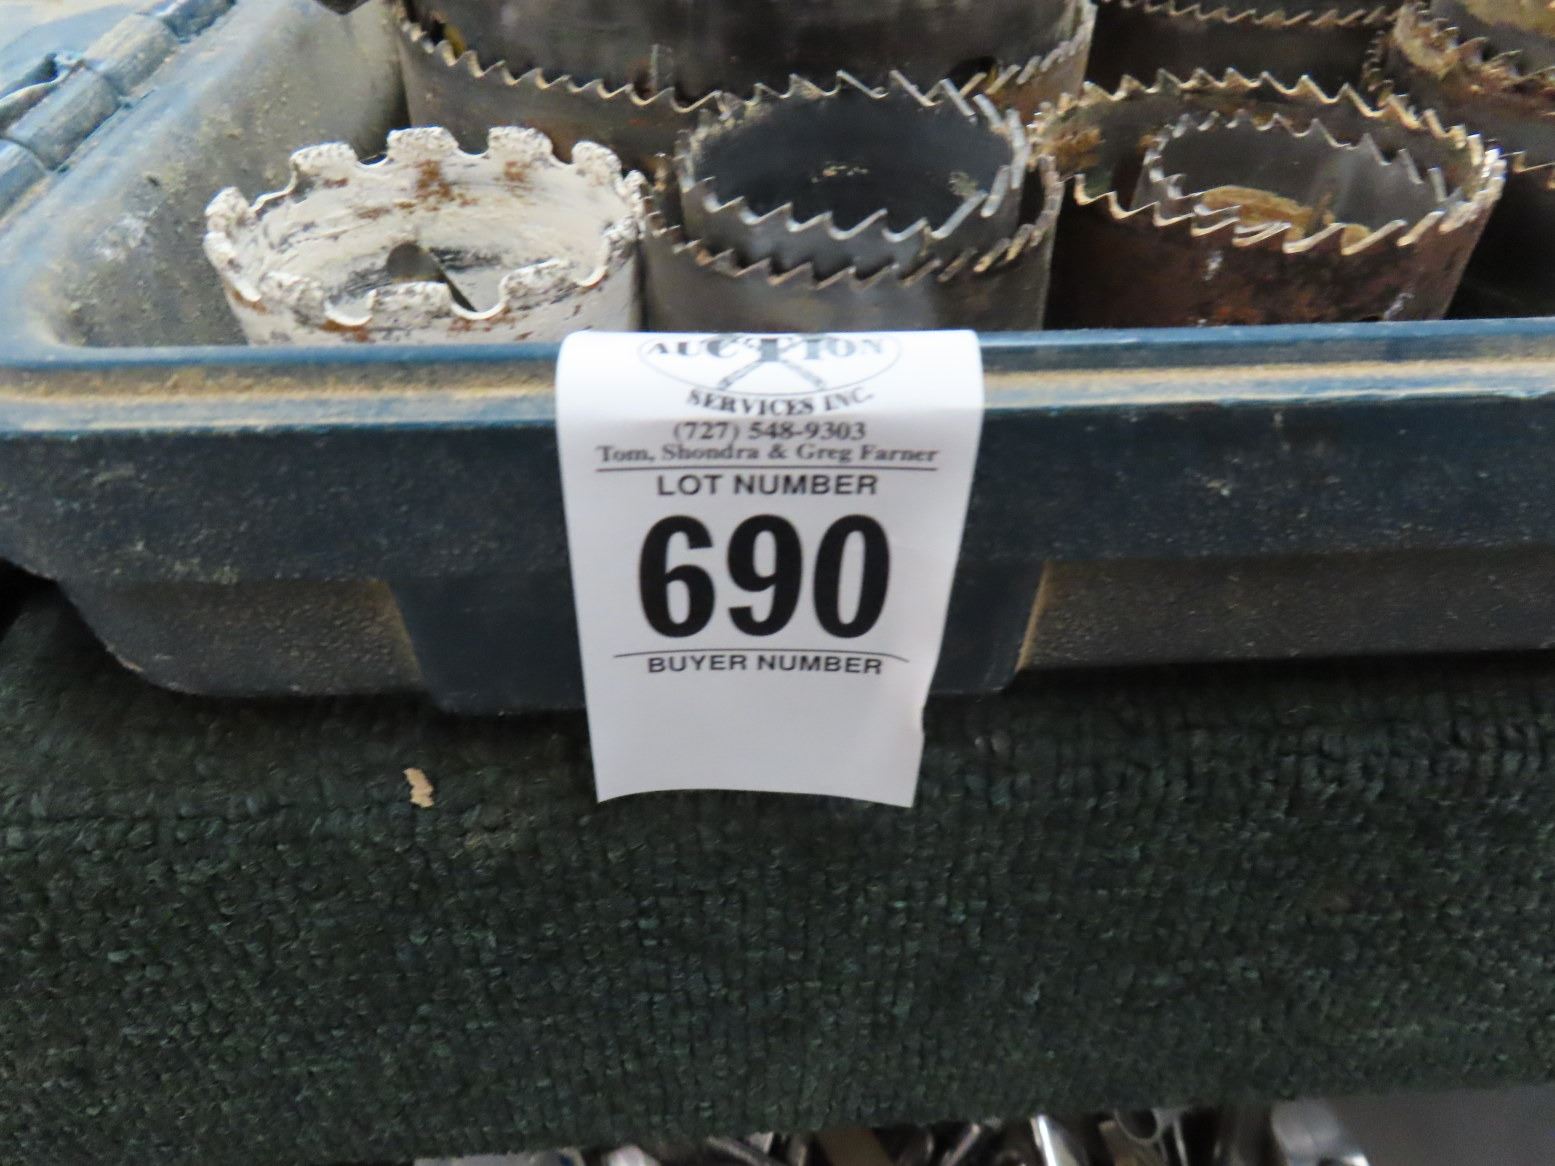 AUCTION
SERVICES INC.
(727) 548-9303
Tom, Shondra & Greg Farner
LOT NUMBER
690
BUYER NUMBER